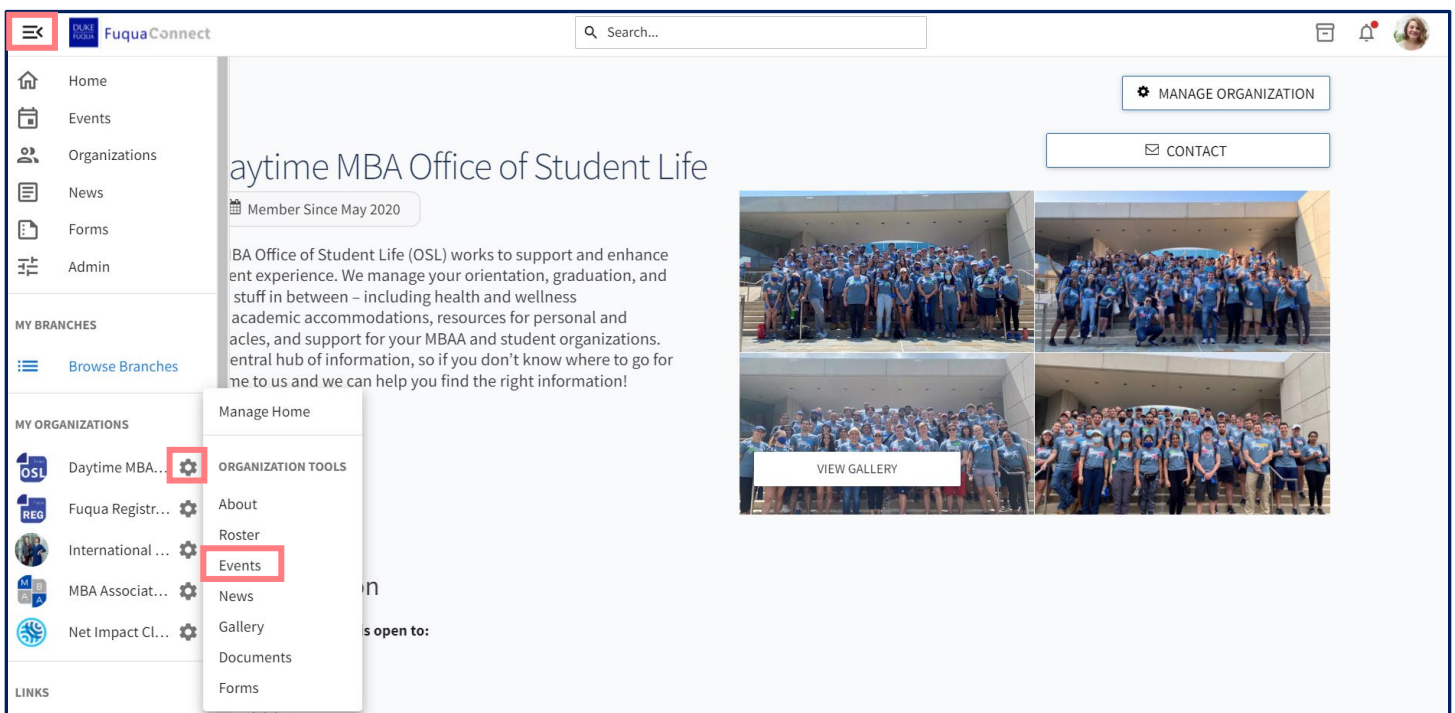 DUKE
FUQUA
FuquaConnect
Search...
Home
Events
Organizations
News
Forms
Admin
MY BRANCHES
Browse Branches
MY ORGANIZATIONS
OSL
Daytime MBA...
REG
Fuqua Registr...
International ...
M B
A A
MBA Associat...
Net Impact Cl...
LINKS
Manage Home
ORGANIZATION TOOLS
About
Roster
Events
News
Gallery
Documents
Forms
MANAGE ORGANIZATION
CONTACT
aytime MBA Office of Student Life
Member Since May 2020
BA Office of Student Life (OSL) works to support and enhance
ent experience. We manage your orientation, graduation, and
stuff in between – including health and wellness
academic accommodations, resources for personal and
acles, and support for your MBAA and student organizations.
entral hub of information, so if you don't know where to go for
me to us and we can help you find the right information!
VIEW GALLERY
on
is open to: